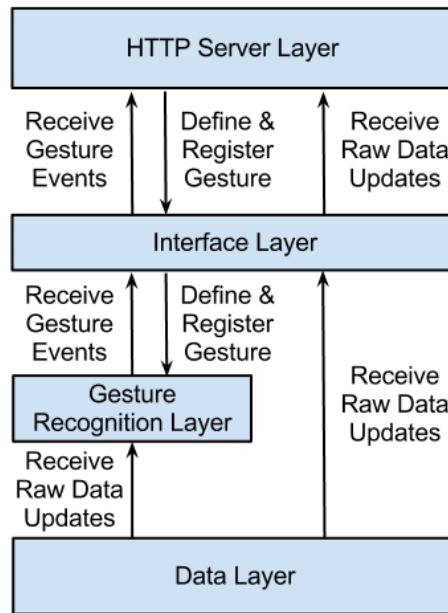 HTTP Server Layer
Receive
Gesture
Events
Define &
Register
Gesture
Receive
Raw Data
Updates
Interface Layer
Receive
Gesture
Events
Define &
Register
Gesture
Receive
Raw Data
Updates
Gesture
Recognition Layer
Receive
Raw Data
Updates
Data Layer